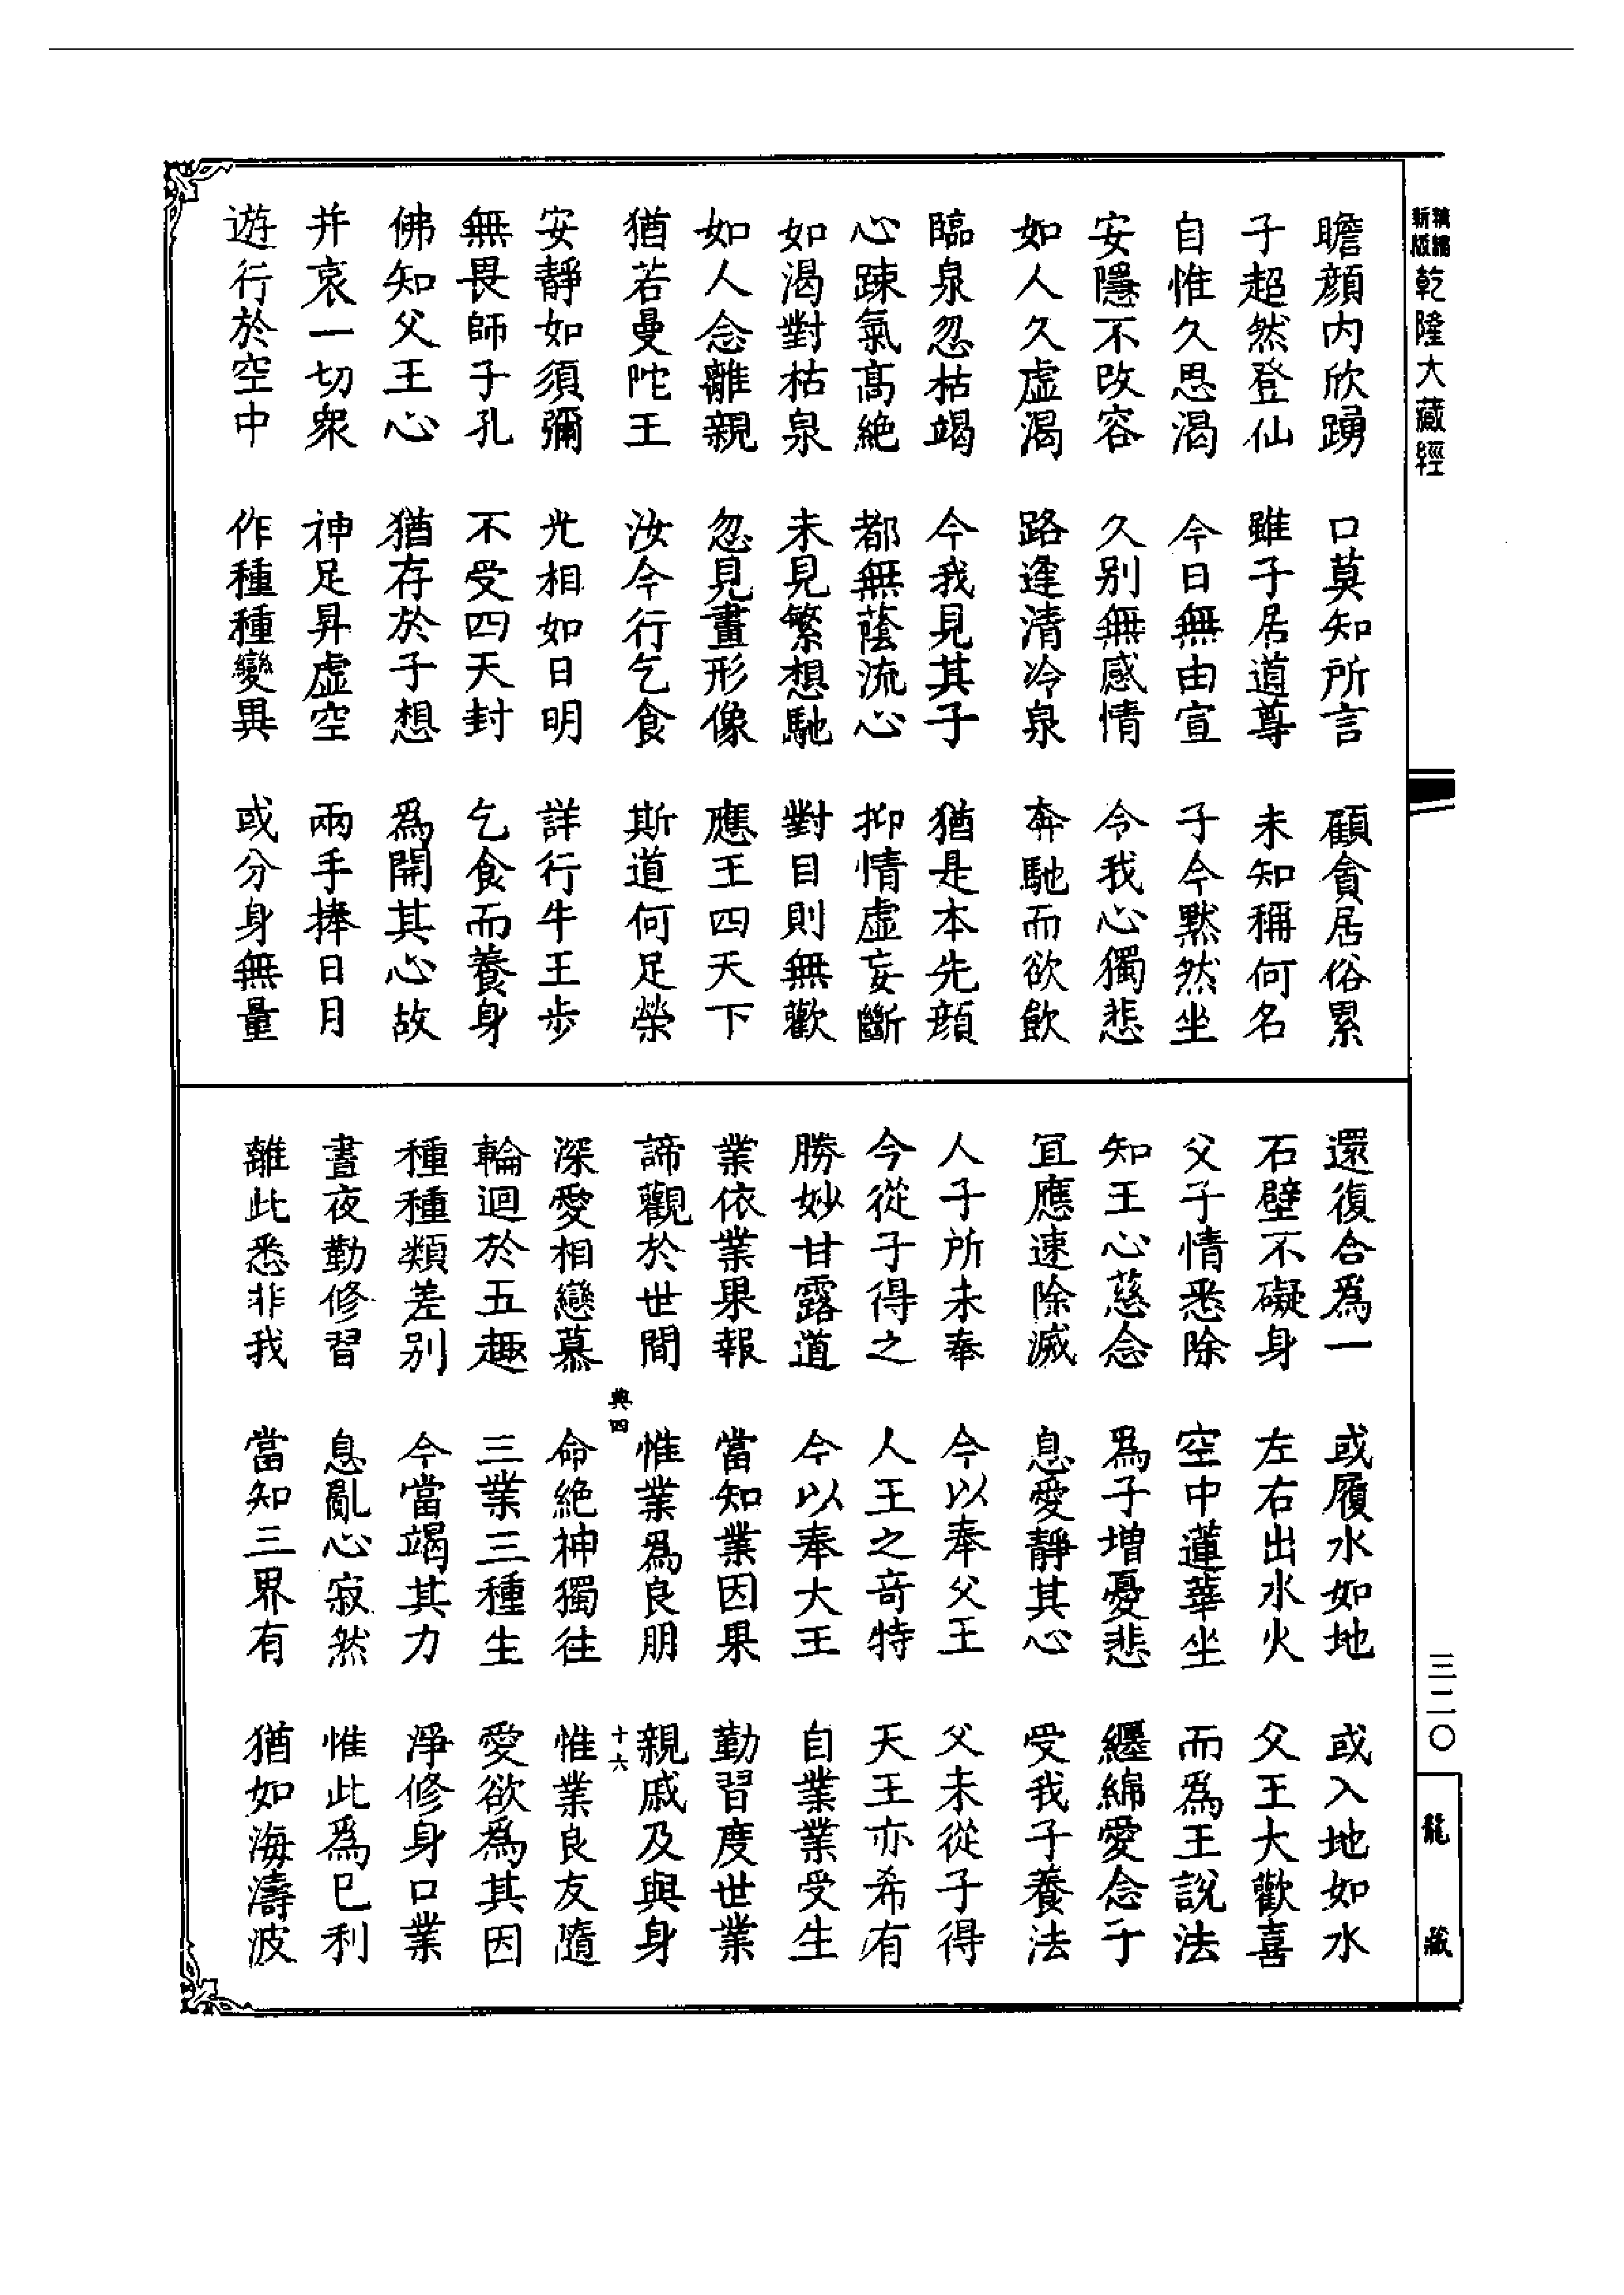 新編
新版
乾隆大藏經
瞻顏內欣踴　口莫知所言　顧貪居俗累
子超然登仙　雖子居道尊　未知稱何名
自惟久思渴　今日無由宣　子今默然坐
安隱不改容　久別無感情　令我心獨悲
如人久虛渴　路逢清冷泉　奔馳而欲飲
臨泉忽枯竭　今我見其子　猶是本先顏
心踈氣高絕　都無蔭流心　抑情虛妄斷
如渴對枯泉　未見繁想馳　對目則無歡
如人念離親　忽見畫形像　應王四天下
猶若曼陀王　汝今行乞食　斯道何足榮
安靜如須彌　光相如日明　詳行牛王步
無畏師子孔　不受四天封　乞食而養身
佛知父王心　猶存於子想　為開其心故
并哀一切眾　神足昇虛空　兩手捧日月
遊行於空中　作種種變異　或分身無量
還復合為一　或履水如地　或入地如水
石壁不礙身　左右出水火　父王大歡喜
父子情悉除　空中蓮華坐　而為王說法
知王心慈念　為子增憂悲　纏綿愛念子
宜應速除滅　息愛靜其心　受我子養法
人子所未奉　今以奉父王　父未從子得
今從子得之　人王之奇特　天王亦希有
勝妙甘露道　今以奉大王　自業業受生
業依業果報　當知業因果　勤習度世業
諦觀於世間　惟業為良朋　親戚及與身
典四　十六
深愛相戀慕　命絕神獨往　惟業良友隨
輪迴於五趣　三業三種生　愛欲為其因
種種類差別　今當竭其力　淨修身口業
晝夜勤修習　息亂心寂然　惟此為己利
離此悉非我　當知三界有　猶如海濤波
三二〇
龍藏